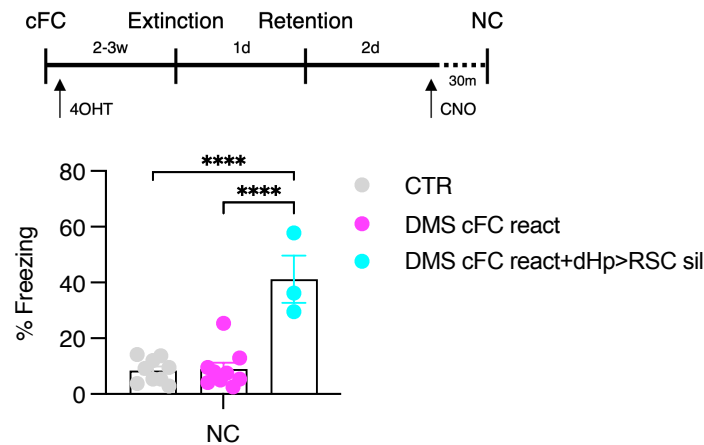 cFC Extinction Retention NC
2-3w 1d 2d
30m
4OHT CNO
****
****
% Freezing
80
60
40
20
0
NC
CTR
DMS cFC react
DMS cFC react+dHp>RSC sil